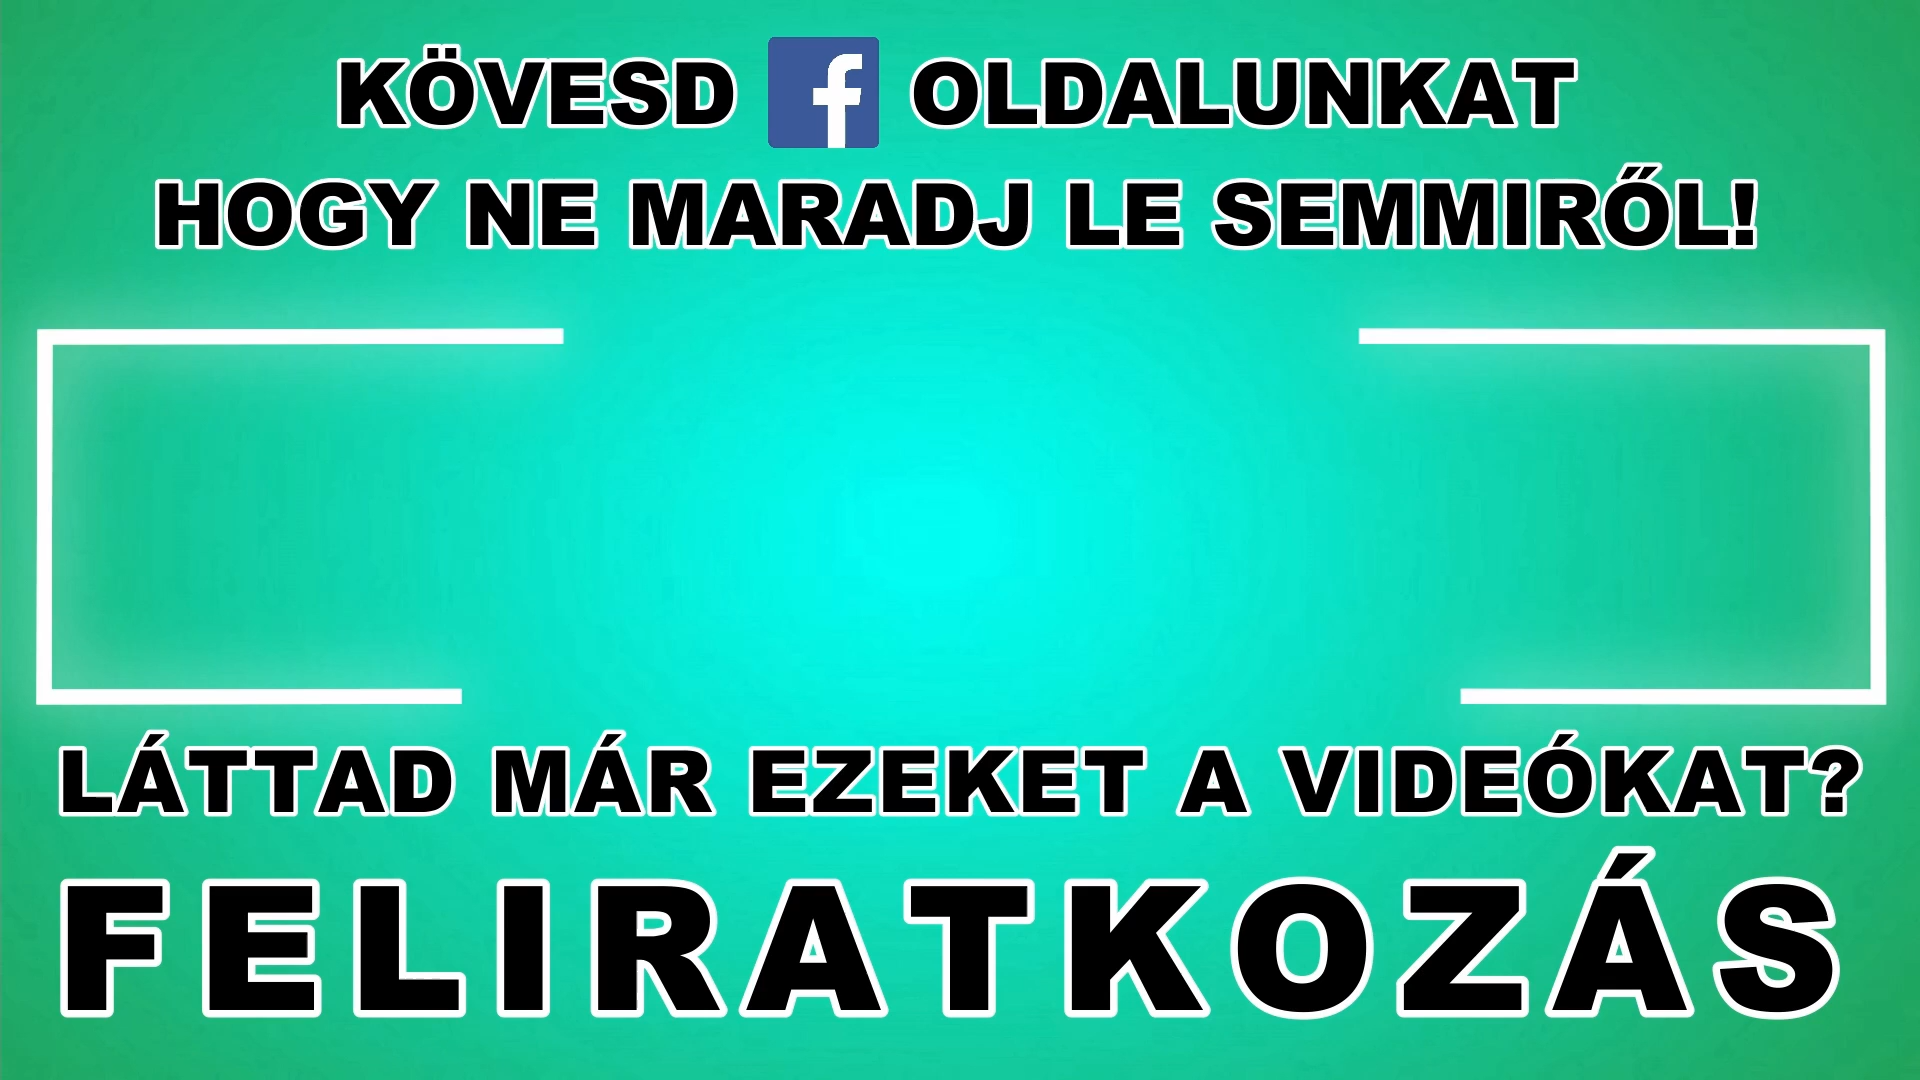 KÖVESD f OLDALUNKAT
HOGY NE MARADJ LE SEMMIRŐL!
LÁTTAD MÁR EZEKET A VIDEÓKAT?
FELIRATKOZÁS